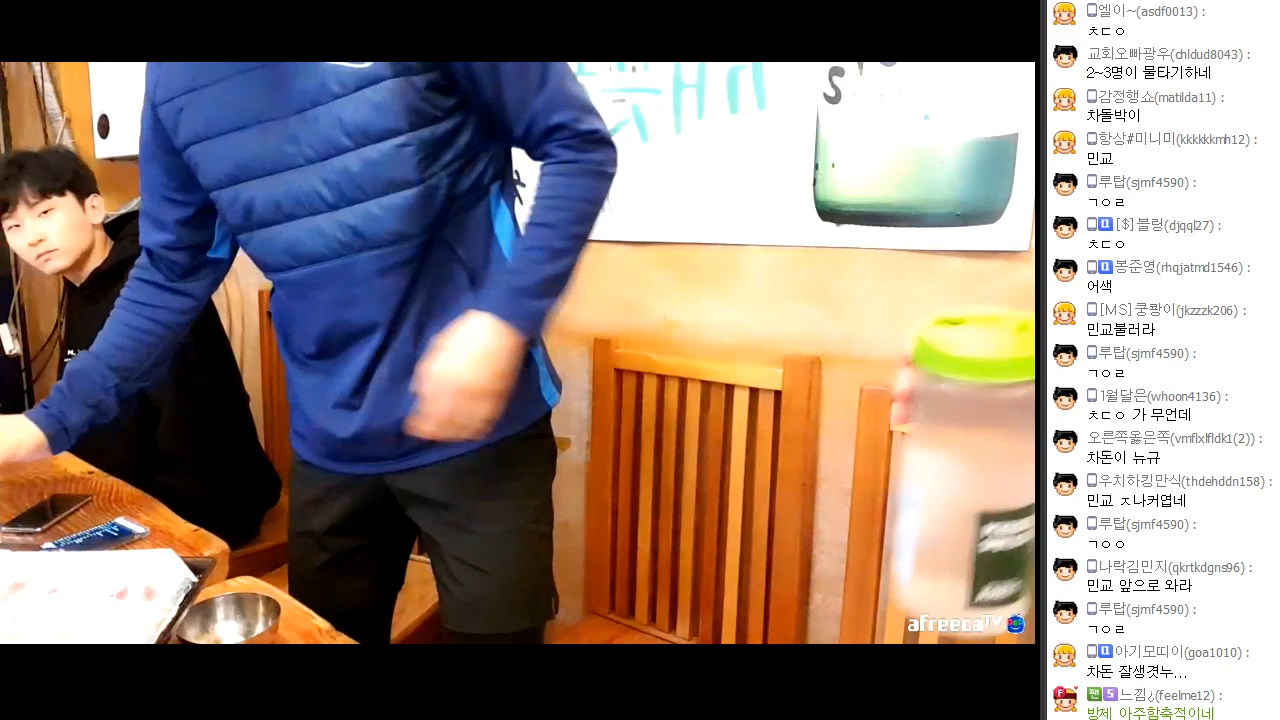 엘이~(asdf0013) :
ㅊㄷㅇ
교회오빠광우(chldud8043) :
2~3명이 물타기하네
감정행쇼(matilda11) :
차돌박이
항상#미니미(kkkkkkmh12) :
민교
루탑(sjmf4590) :
ㄱㅇㄹ
[$]블링(djqql27) :
ㅊㄷㅇ
봉준영(rhqjatmd1546) :
어색
[MS]쿵쾅이(jkzzzk206) :
민교불러라
루탑(sjmf4590) :
ㄱㅇㄹ
1월달은(whoon4136) :
ㅊㄷㅇ 가 무언데
오른쪽옳은쪽(vmflxlfldk1(2)) :
차돈이 뉴규
우치하킹만식(thdehddn158) :
민교 ㅈ나커엽네
루탑(sjmf4590) :
ㄱㅇㅇ
나락김민지(qkrtkdgns96) :
민교 앞으로 와라
루탑(sjmf4590) :
ㄱㅇㄹ
아기모띠이(goa1010) :
차돈 잘생겻누...
팬 S 느낌¿(feelme12) :
방제 아주함축적이네
afreecaTV